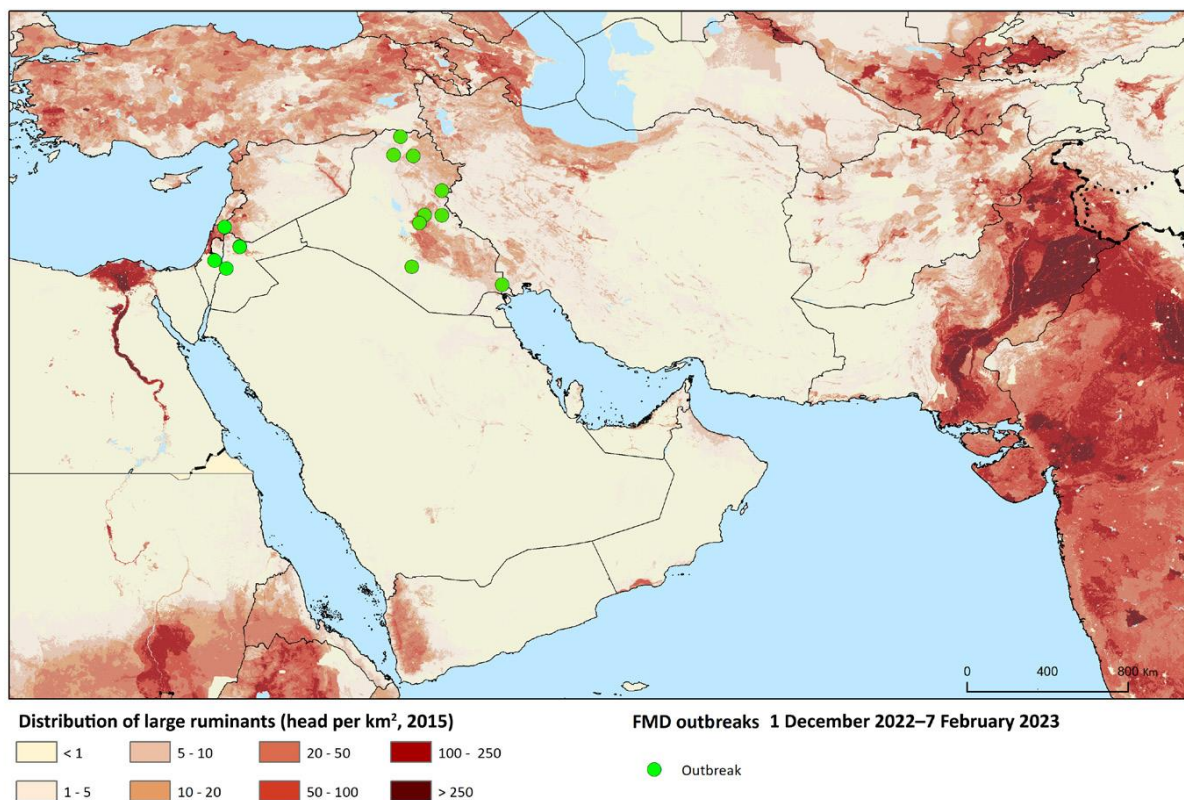 0 400 800 Km
Distribution of large ruminants (head per km², 2015)
< 1
5 - 10
20 - 50
100 - 250
1 - 5
10 - 20
50 - 100
> 250
FMD outbreaks 1 December 2022–7 February 2023
Outbreak